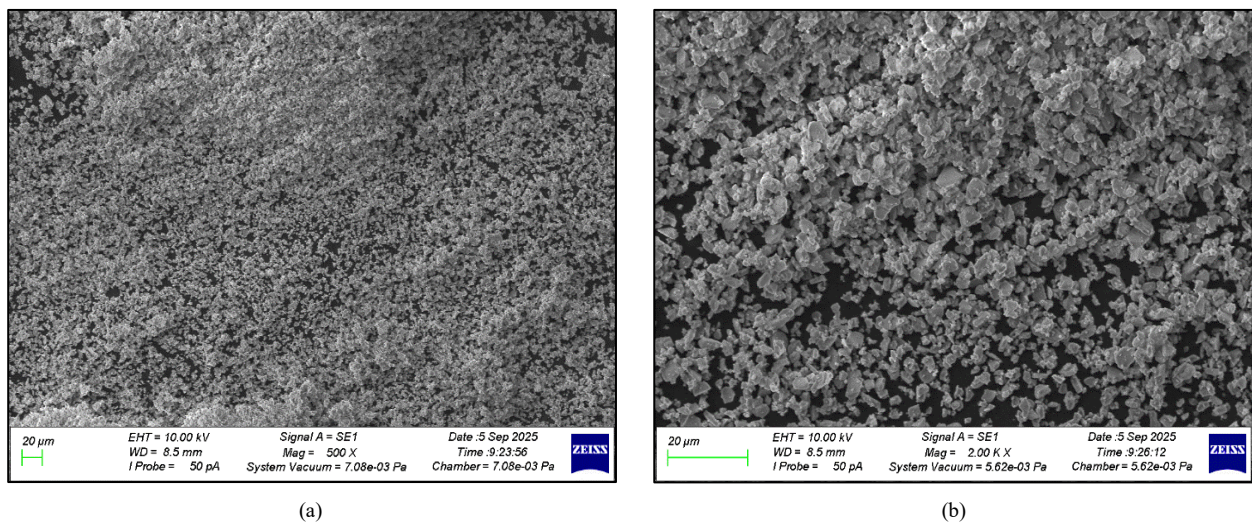 20 µm
EHT = 10.00 kV
WD = 8.5 mm
I Probe = 50 pA
Signal A = SE1
Mag = 500 X
System Vacuum = 7.08e-03 Pa
Date :5 Sep 2025
Time :9:23:56
Chamber = 7.08e-03 Pa
ZEISS
(a)
20 µm
EHT = 10.00 kV
WD = 8.5 mm
I Probe = 50 pA
Signal A = SE1
Mag = 2.00 K X
System Vacuum = 5.62e-03 Pa
Date :5 Sep 2025
Time :9:26:12
Chamber = 5.62e-03 Pa
ZEISS
(b)